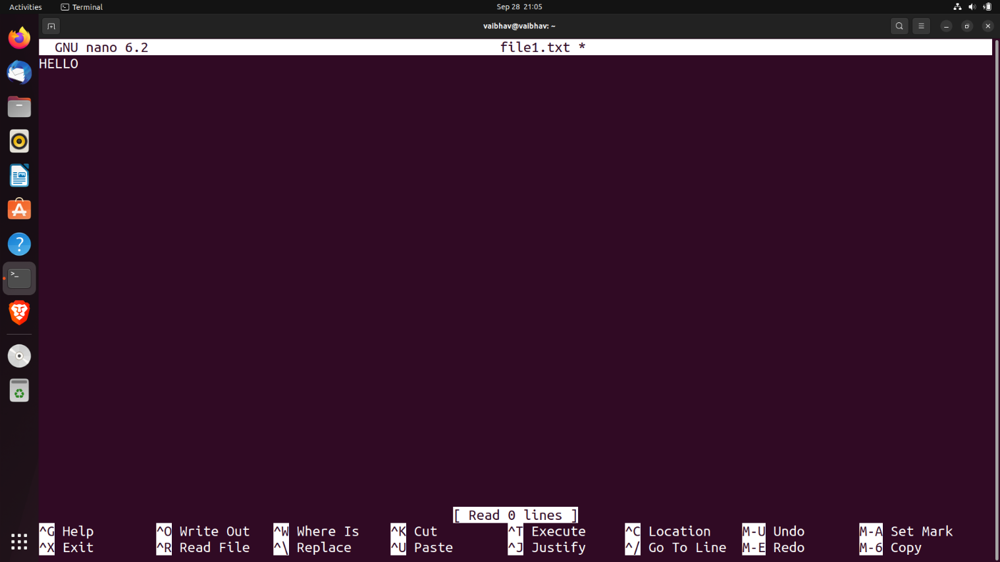 Activities Terminal Sep 28 21:05
vaibhav@vaibhav: ~
GNU nano 6.2 file1.txt *
HELLO
[ Read 0 lines ]
^G Help ^O Write Out ^W Where Is ^K Cut ^T Execute ^C Location M-U Undo M-A Set Mark
^X Exit ^R Read File ^\ Replace ^U Paste ^J Justify ^/ Go To Line M-E Redo M-6 Copy